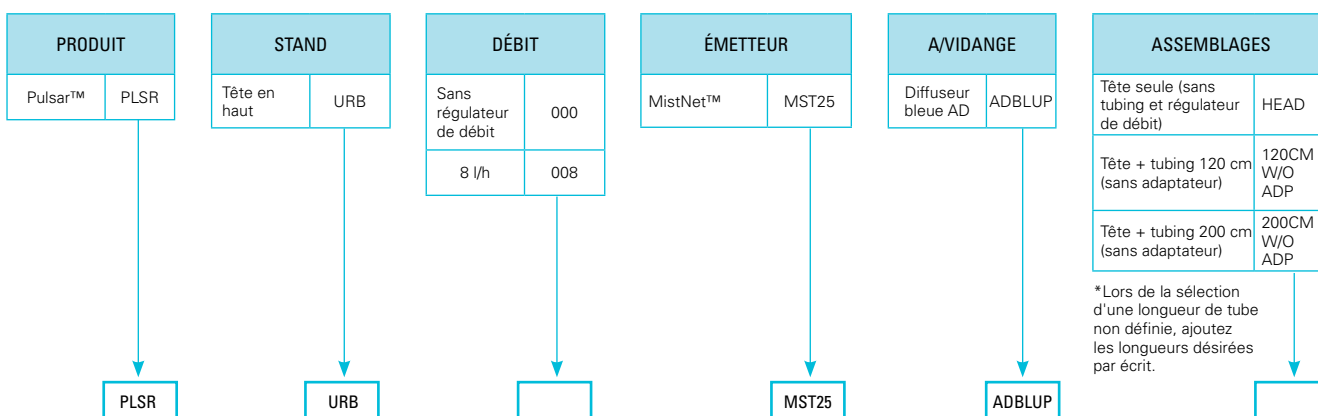 PRODUIT
Pulsar™ PLSR
STAND
Tête en
haut
URB
DÉBIT
Sans
régulateur
de débit
000
8 l/h 008
ÉMETTEUR
MistNet™ MST25
A/VIDANGE
Diffuseur
bleue AD
ADBLUP
ASSEMBLAGES
Tête seule (sans
tubing et régulateur
de débit)
HEAD
Tête + tubing 120 cm
(sans adaptateur)
120CM
W/O
ADP
Tête + tubing 200 cm
(sans adaptateur)
200CM
W/O
ADP
*Lors de la sélection
d'une longueur de tube
non définie, ajoutez
les longueurs désirées
par écrit.
PLSR
URB
MST25
ADBLUP